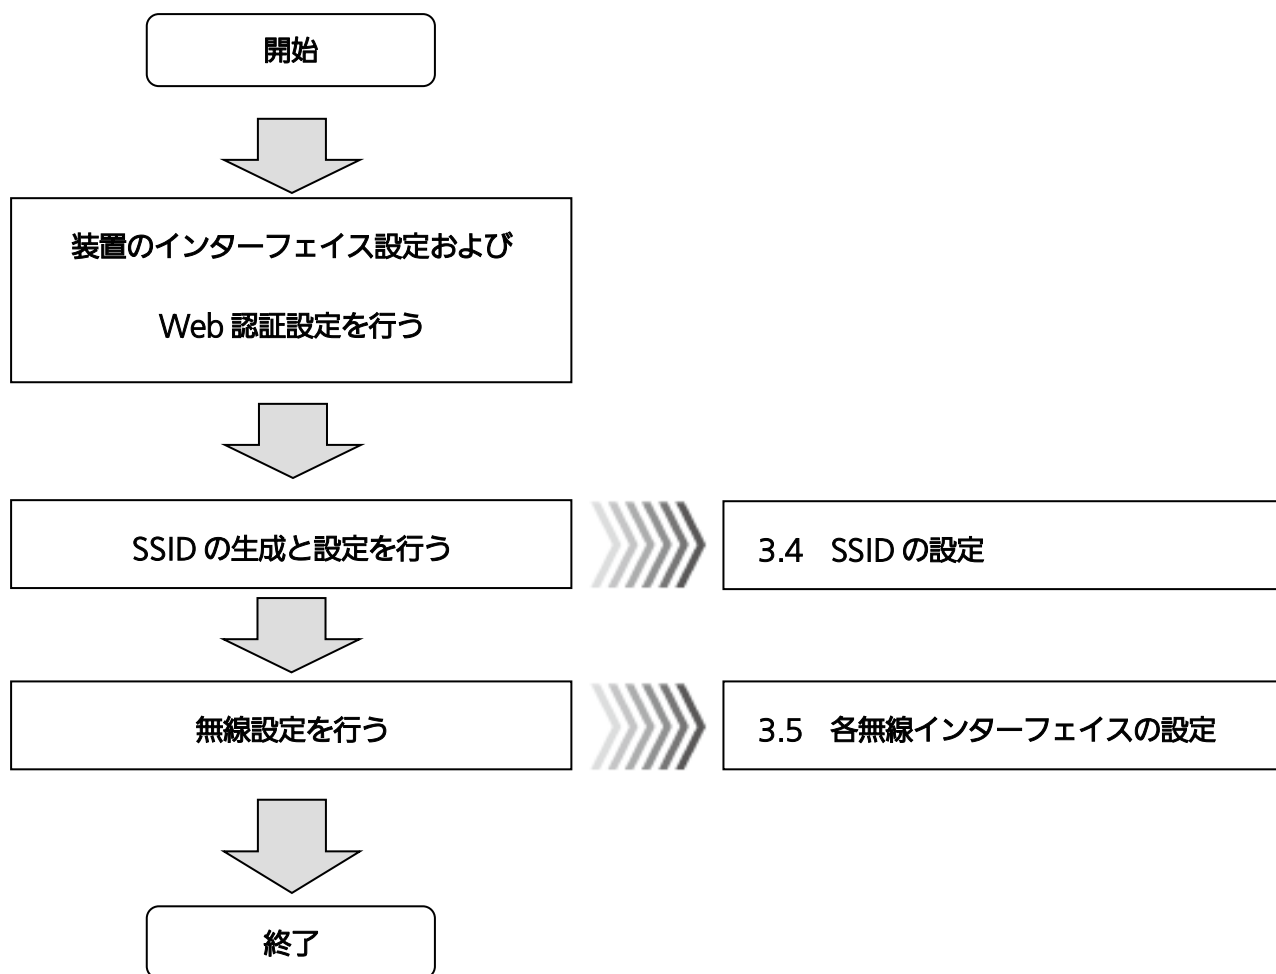 開始
装置のインターフェイス設定および
Web 認証設定を行う
SSID の生成と設定を行う
3.4 SSID の設定
無線設定を行う
3.5 各無線インターフェイスの設定
終了